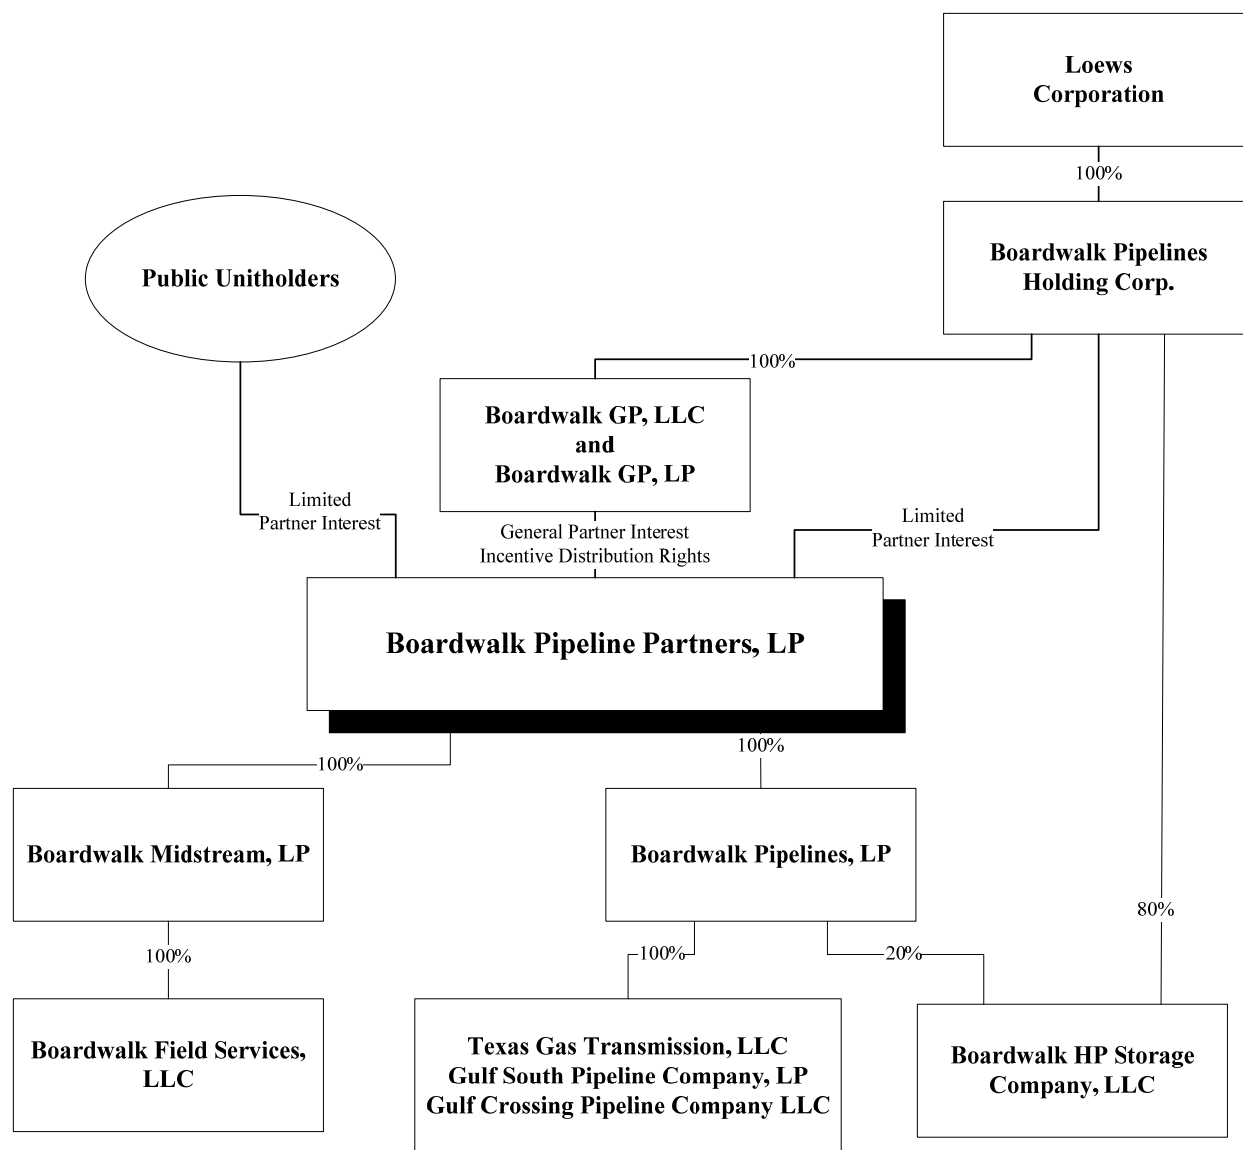 Loews
Corporation
100%
Boardwalk Pipelines
Holding Corp.
Public Unitholders
100%
Boardwalk GP, LLC
and
Boardwalk GP, LP
Limited
Partner Interest
General Partner Interest
Incentive Distribution Rights
Limited
Partner Interest
Boardwalk Pipeline Partners, LP
100%
100%
Boardwalk Midstream, LP
Boardwalk Pipelines, LP
80%
100%
100%
20%
Boardwalk Field Services,
LLC
Texas Gas Transmission, LLC
Gulf South Pipeline Company, LP
Gulf Crossing Pipeline Company LLC
Boardwalk HP Storage
Company, LLC